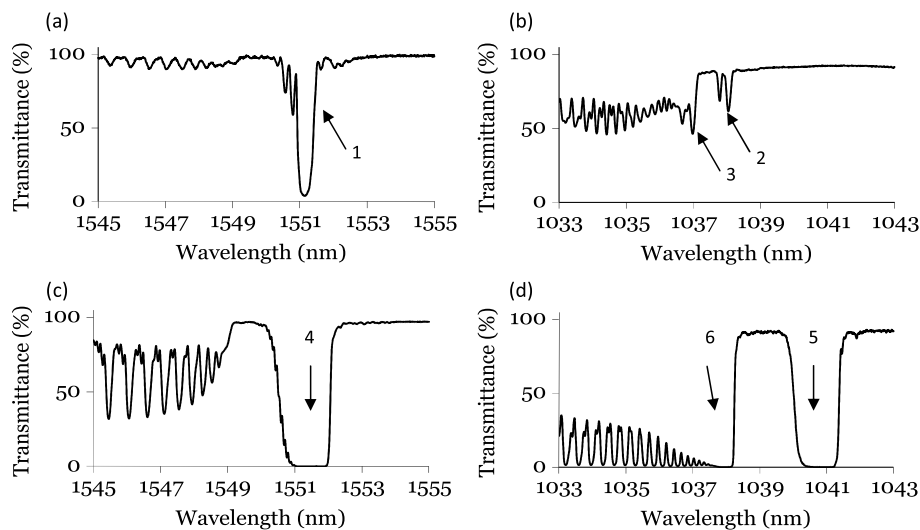 (a)
Transmittance (%)
100
50
0
1
1545 1547 1549 1551 1553 1555
Wavelength (nm)
(b)
Transmittance (%)
100
50
0
3
2
1033 1035 1037 1039 1041 1043
Wavelength (nm)
(c)
Transmittance (%)
100
50
0
4
1545 1547 1549 1551 1553 1555
Wavelength (nm)
(d)
Transmittance (%)
100
50
0
6
5
1033 1035 1037 1039 1041 1043
Wavelength (nm)